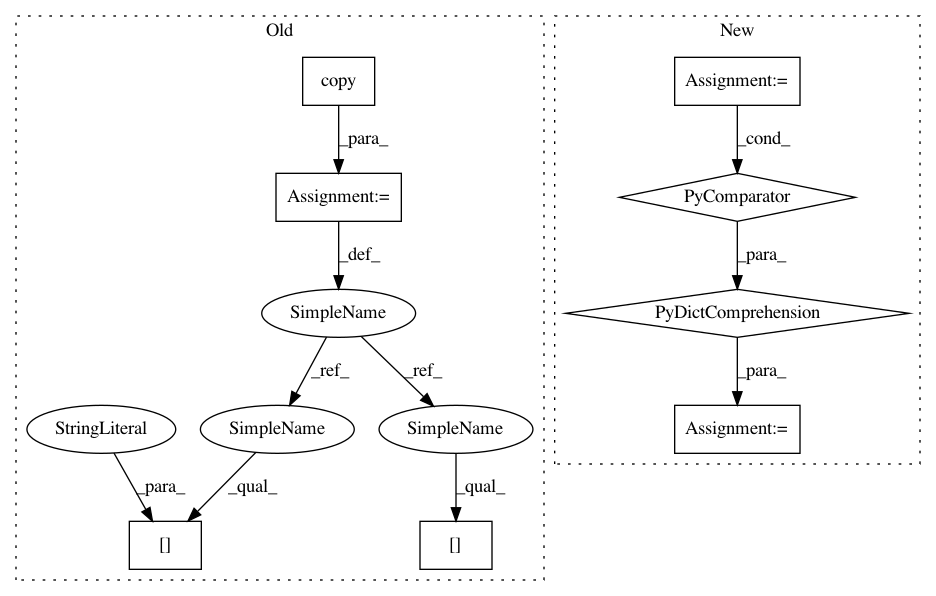 Old
New
copy
Assignment:=
_para_
_cond_
Assignment:=
PyComparator
_def_
_para_
SimpleName
PyDictComprehension
_ref_
_ref_
_para_
StringLiteral
SimpleName
SimpleName
Assignment:=
_para_
_qual_
_qual_
[]
[]